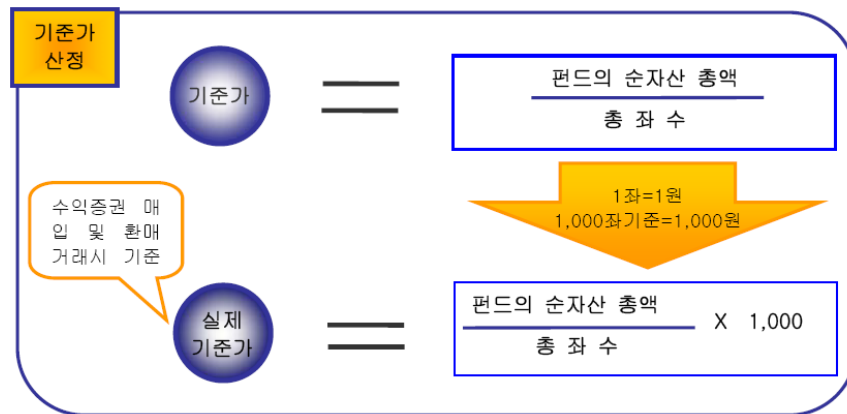 기준가
산정
기준가
펀드의 순자산 총액
총 좌 수
1좌=1원
1,000좌기준=1,000원
수익증권 매
입 및 환매
거래시 기준
실제
기준가
펀드의 순자산 총액
X 1,000
총 좌 수